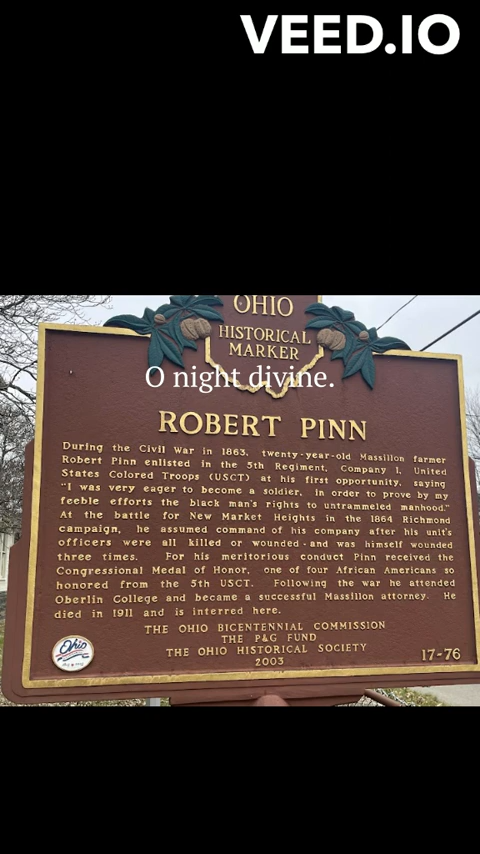 VEED.IO
OHIO
HISTORICAL
MARKER
O night divine.
ROBERT PINN
During the Civil War in 1863, twenty-year-old Massillon farmer
Robert Pinn enlisted in the 5th Regiment, Company I, United
States Colored Troops (USCT) at his first opportunity, saying
"I was very eager to become a soldier, in order to prove by my
feeble efforts the black man's rights to untrammeled manhood."
At the battle for New Market Heights in the 1864 Richmond
campaign, he assumed command of his company after his unit's
officers were all killed or wounded-and was himself wounded
three times. For his meritorious conduct Pinn received the
Congressional Medal of Honor, one of four African Americans so
honored from the 5th USCT. Following the war he attended
Oberlin College and became a successful Massillon attorney. He
died in 1911 and is interred here.
THE OHIO BICENTENNIAL COMMISSION
THE P&G FUND
THE OHIO HISTORICAL SOCIETY
2003
17-76
Ohio